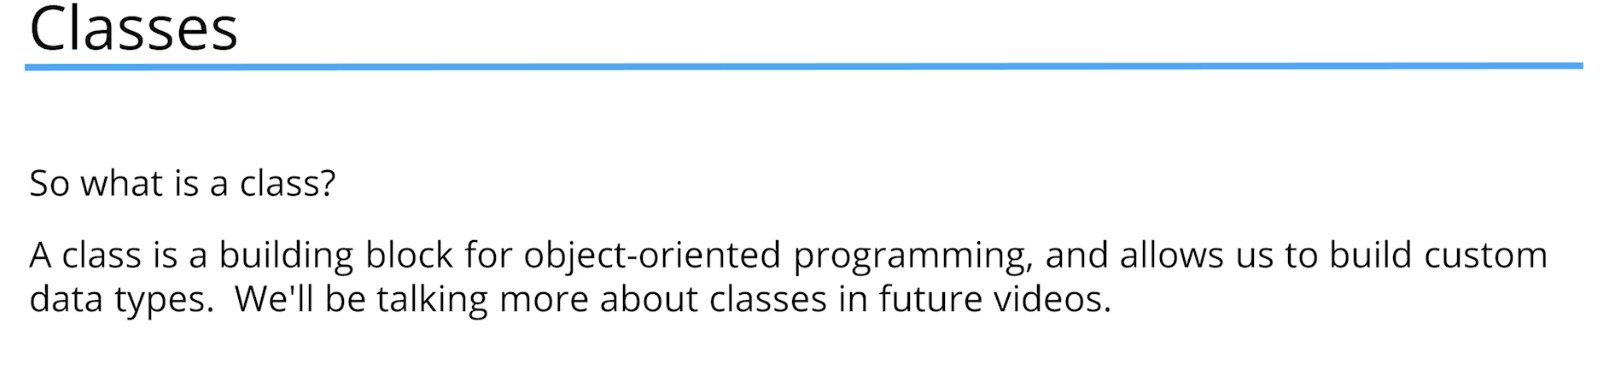 Classes
So what is a class?
A class is a building block for object-oriented programming, and allows us to build custom
data types.  We'll be talking more about classes in future videos.